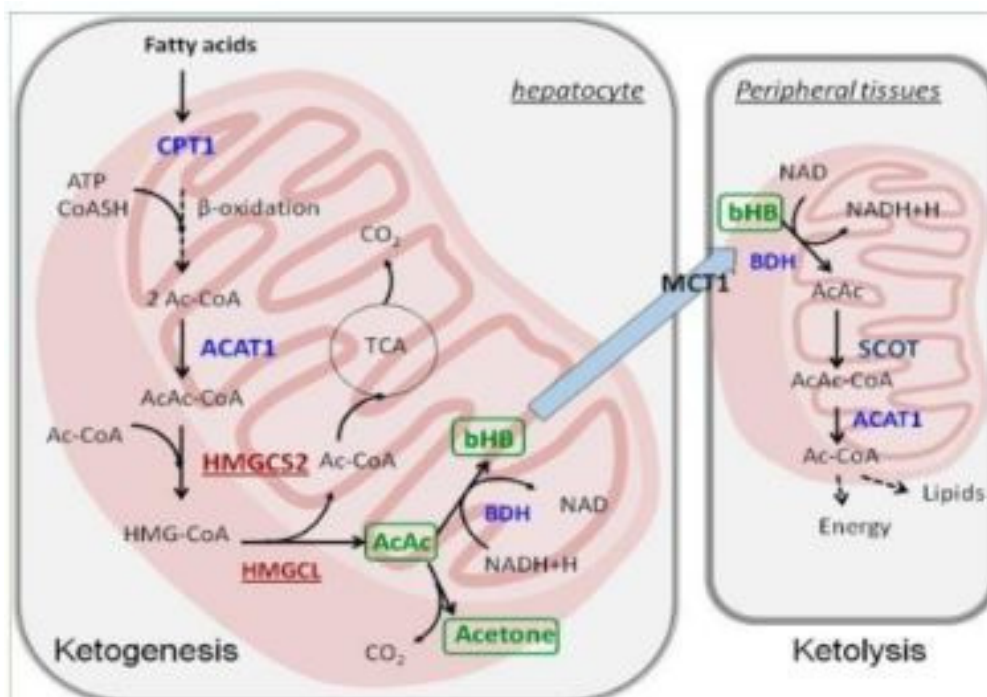 Fatty acids
hepatocyte
CPT1
ATP
CoASH
β-oxidation
CO₂
2 Ac-CoA
ACAT1
TCA
AcAc-CoA
Ac-CoA
HMGCS2
Ac-CoA
bHB
HMG-CoA
HMGCL
AcAc
BDH
NAD
NADH+H
CO₂
Acetone
Ketogenesis
MCT1
Peripheral tissues
NAD
bHB
NADH+H
BDH
AcAc
SCOT
AcAc-CoA
ACAT1
Ac-CoA
Lipids
Energy
Ketolysis